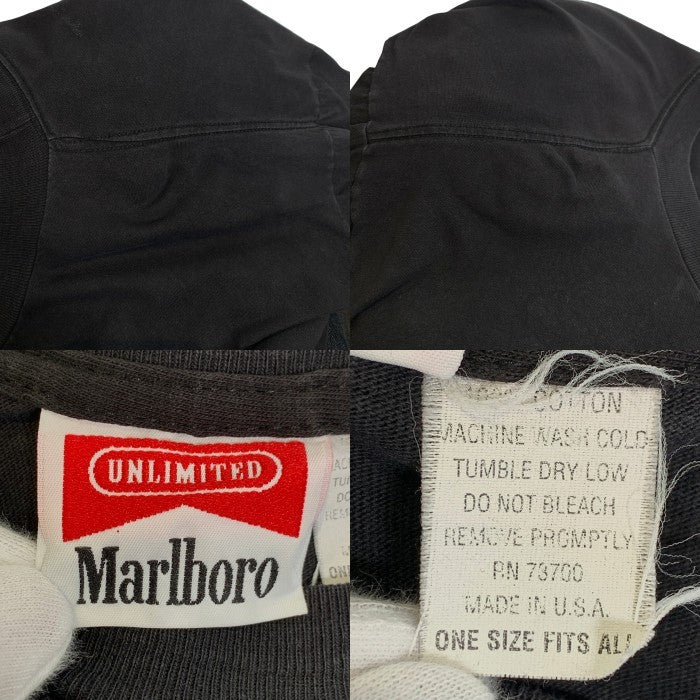 UNLIMITED
Marlboro
ONE
COTTON
MACHINE WASH COLD
TUMBLE DRY LOW
DO NOT BLEACH
REMOVE PROMPTLY
RN 73700
MADE IN U.S.A.
ONE SIZE FITS ALL